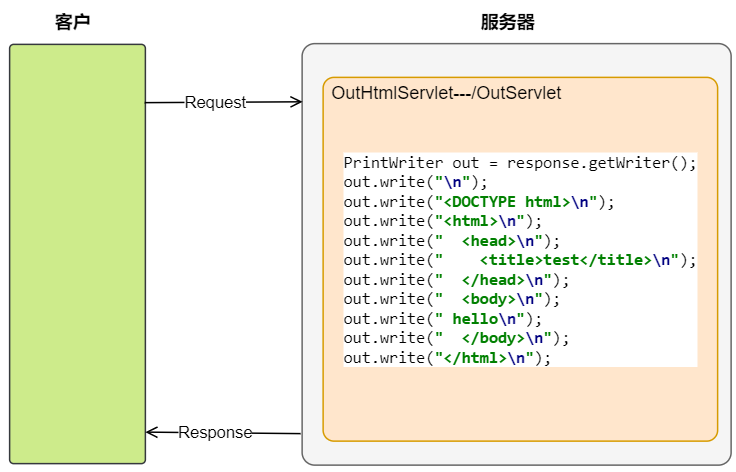 客户
服务器
OutHtmlServlet---/OutServlet
Request
PrintWriter out = response.getWriter();
out.write("\n");
out.write("<DOCTYPE html>\n");
out.write("<html>\n");
out.write("  <head>\n");
out.write("    <title>test</title>\n");
out.write("  </head>\n");
out.write("  <body>\n");
out.write(" hello\n");
out.write("  </body>\n");
out.write("</html>\n");
Response